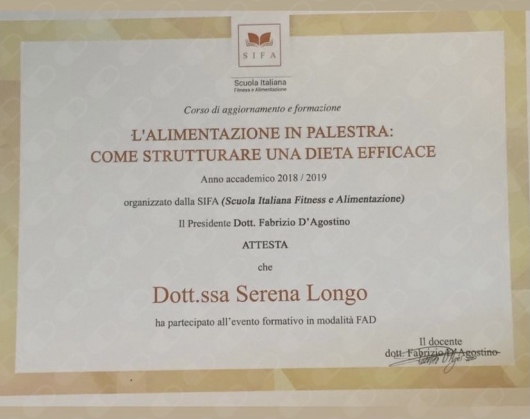 SIFA
Scuola Italiana
Fitness e Alimentazione
Corso di aggiornamento e formazione
L'ALIMENTAZIONE IN PALESTRA:
COME STRUTTURARE UNA DIETA EFFICACE
Anno accademico 2018 / 2019
organizzato dalla SIFA (Scuola Italiana Fitness e Alimentazione)
Il Presidente Dott. Fabrizio D'Agostino
ATTESTA
che
Dott.ssa Serena Longo
ha partecipato all'evento formativo in modalità FAD
Il docente
dott. Fabrizio D'Agostino